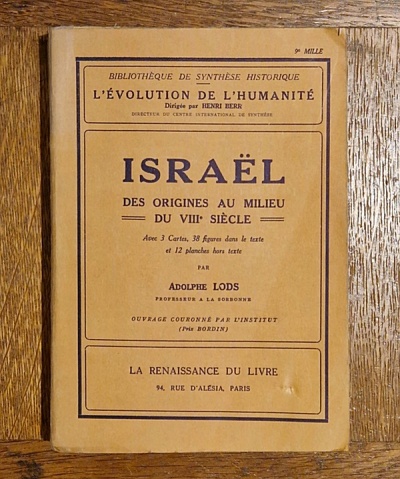 9e MILLE
BIBLIOTHÈQUE DE SYNTHÈSE HISTORIQUE
L'ÉVOLUTION DE L'HUMANITÉ
Dirigée par HENRI BERR
DIRECTEUR DU CENTRE INTERNATIONAL DE SYNTHÈSE
ISRAËL
DES ORIGINES AU MILIEU
DU VIIIe SIÈCLE
Avec 3 Cartes, 38 figures dans le texte
et 12 planches hors texte
PAR
ADOLPHE LODS
PROFESSEUR A LA SORBONNE
OUVRAGE COURONNÉ PAR L'INSTITUT
(Prix BORDIN)
LA RENAISSANCE DU LIVRE
94, RUE D'ALÉSIA, PARIS